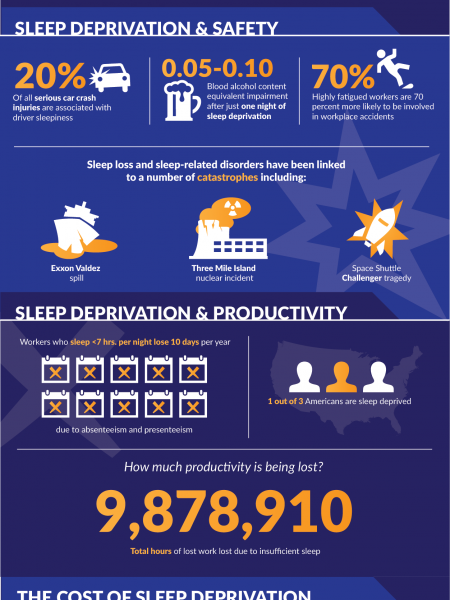 SLEEP DEPRIVATION & SAFETY
20%
Of all serious car crash
injuries are associated with
driver sleepiness
0.05-0.10
Blood alcohol content
equivalent impairment
after just one night of
sleep deprivation
70%
Highly fatigued workers are 70
percent more likely to be involved
in workplace accidents
Sleep loss and sleep-related disorders have been linked
to a number of catastrophes including:
Exxon Valdez
spill
Three Mile Island
nuclear incident
Space Shuttle
Challenger tragedy
SLEEP DEPRIVATION & PRODUCTIVITY
Workers who sleep <7 hrs. per night lose 10 days per year
due to absenteeism and presenteeism
1 out of 3 Americans are sleep deprived
How much productivity is being lost?
9,878,910
Total hours of lost work lost due to insufficient sleep
THE COST OF SLEEP DEPRIVATION